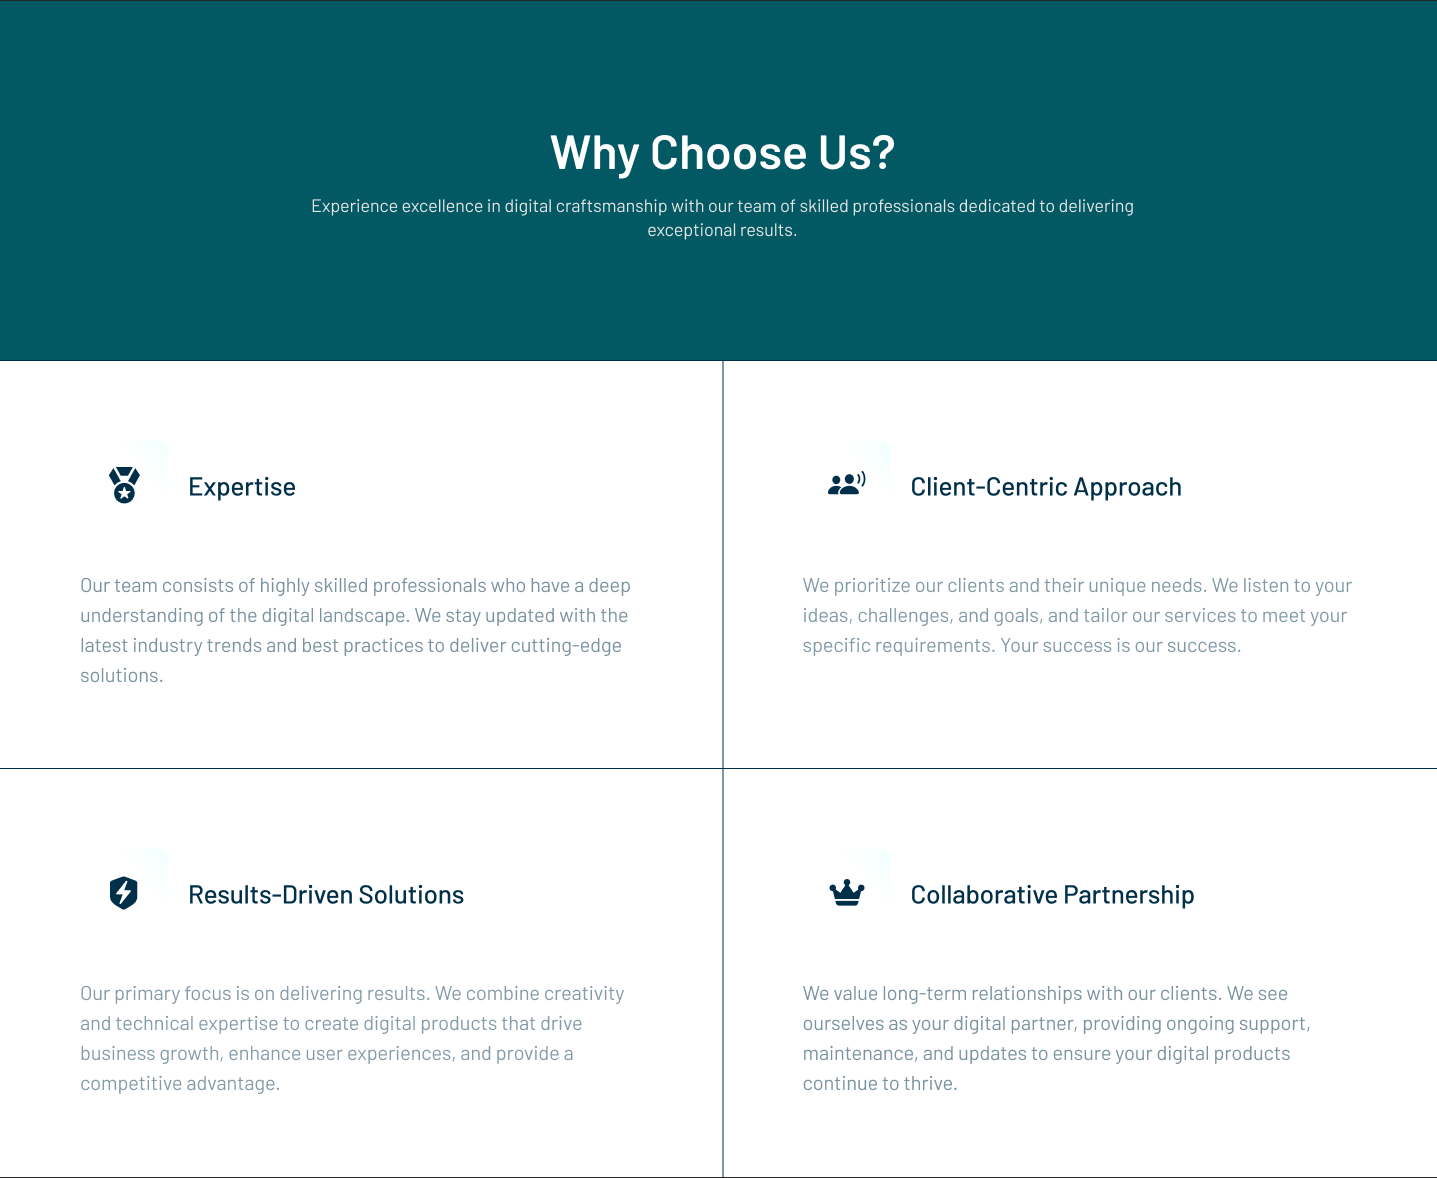 Why Choose Us?
Experience excellence in digital craftsmanship with our team of skilled professionals dedicated to delivering
exceptional results.
Expertise
Our team consists of highly skilled professionals who have a deep
understanding of the digital landscape. We stay updated with the
latest industry trends and best practices to deliver cutting-edge
solutions.
Client-Centric Approach
We prioritize our clients and their unique needs. We listen to your
ideas, challenges, and goals, and tailor our services to meet your
specific requirements. Your success is our success.
Results-Driven Solutions
Our primary focus is on delivering results. We combine creativity
and technical expertise to create digital products that drive
business growth, enhance user experiences, and provide a
competitive advantage.
Collaborative Partnership
We value long-term relationships with our clients. We see
ourselves as your digital partner, providing ongoing support,
maintenance, and updates to ensure your digital products
continue to thrive.